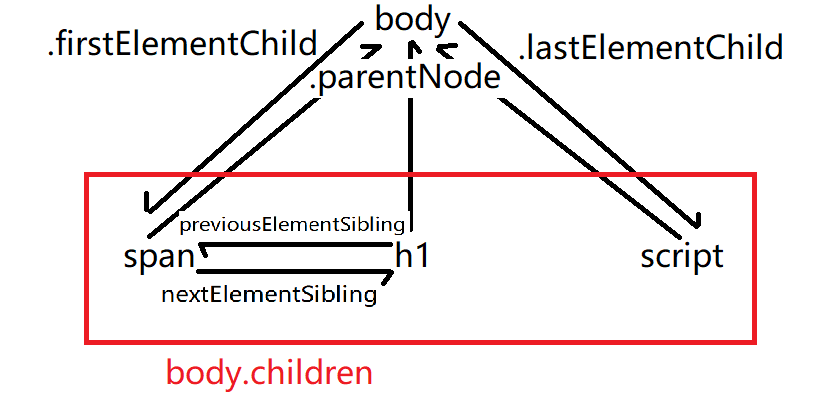 body
.firstElementChild
.lastElementChild
.parentNode
previousElementSibling
span
h1
script
nextElementSibling
body.children